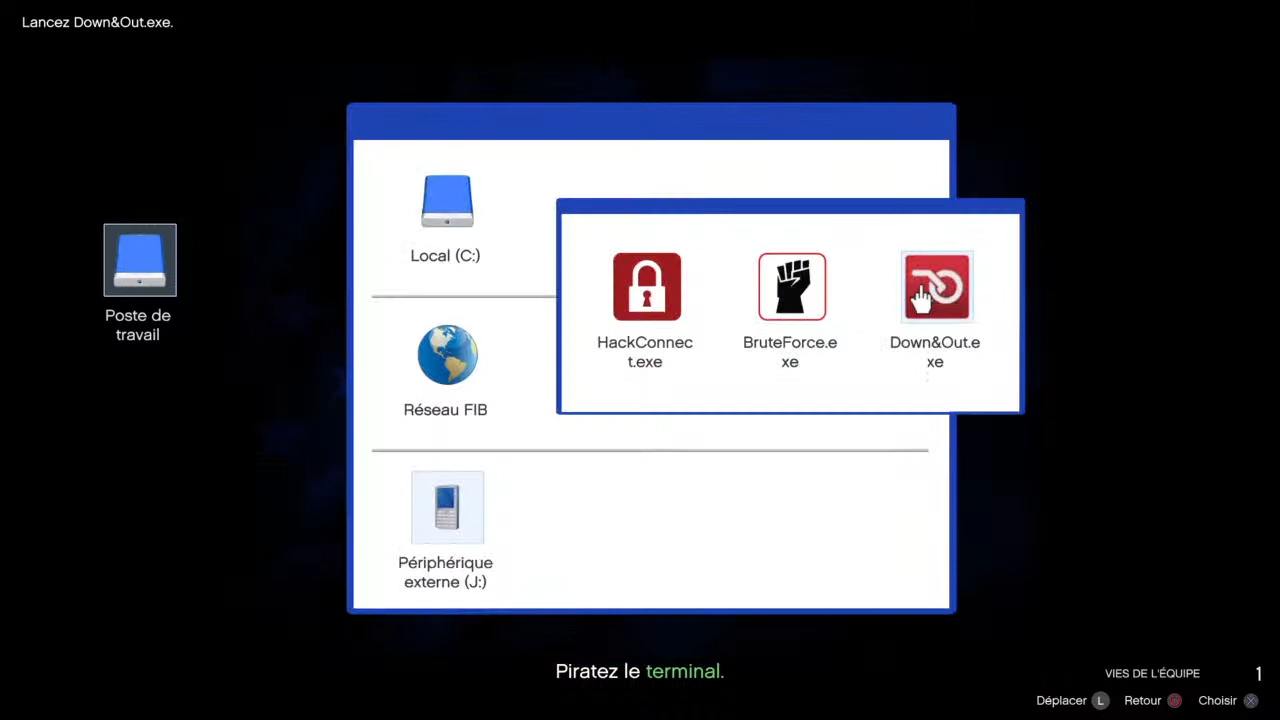 Lancez Down&Out.exe.
Poste de
travail
Local (C:)
Réseau FIB
Périphérique
externe (J:)
HackConnec
t.exe
BruteForce.e
xe
Down&Out.e
xe
Piratez le terminal.
VIES DE L'ÉQUIPE 1
Déplacer L Retour Choisir